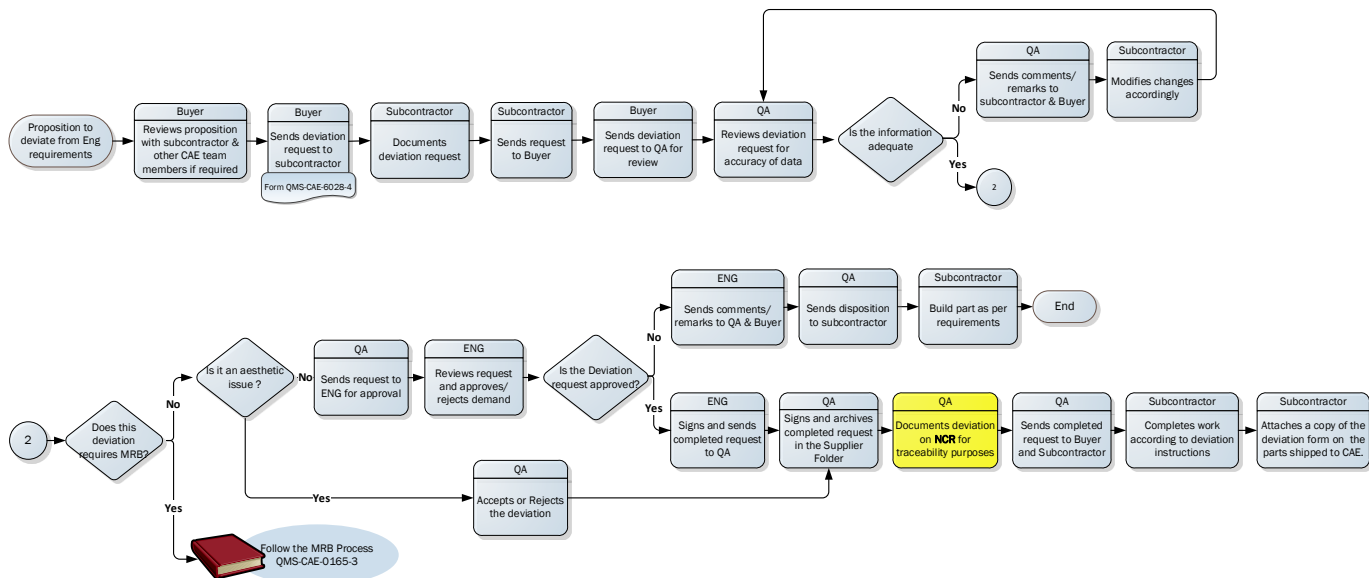 Proposition to
deviate from Eng
requirements
Buyer
Reviews proposition
with subcontractor &
other CAE team
members if required
Buyer
Sends deviation
request to
subcontractor
Form QMS-CAE-6028-4
Subcontractor
Documents
deviation request
Subcontractor
Sends request
to Buyer
Buyer
Sends deviation
request to QA for
review
QA
Reviews deviation
request for
accuracy of data
Is the information
adequate
No
QA
Sends comments/
remarks to
subcontractor & Buyer
Subcontractor
Modifies changes
accordingly
Yes
2
2
Does this
deviation
requires MRB?
No
Is it an aesthetic
issue ?
No
QA
Sends request to
ENG for approval
ENG
Reviews request
and approves/
rejects demand
Is the Deviation
request approved?
No
ENG
Sends comments/
remarks to QA & Buyer
QA
Sends disposition
to subcontractor
Subcontractor
Build part as per
requirements
End
Yes
ENG
Signs and sends
completed request
to QA
QA
Signs and archives
completed request
in the Supplier
Folder
QA
Documents deviation
on NCR for
traceability purposes
QA
Sends completed
request to Buyer
and Subcontractor
Subcontractor
Completes work
according to deviation
instructions
Subcontractor
Attaches a copy of the
deviation form on the
parts shipped to CAE.
Yes
QA
Accepts or Rejects
the deviation
Yes
Follow the MRB Process
QMS-CAE-0165-3